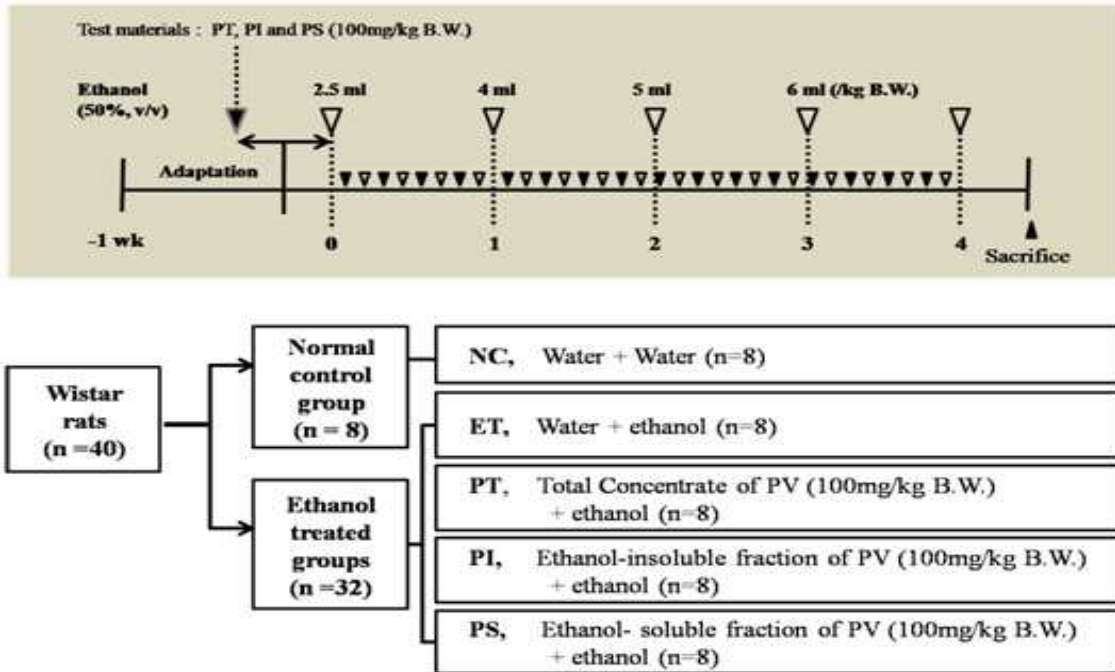 Test materials : PT, PI and PS (100mg/kg B.W.)
Ethanol
(50%, v/v)
2.5 ml
4 ml
5 ml
6 ml (/kg B.W.)
Adaptation
-1 wk
0
1
2
3
4
Sacrifice
Wistar
rats
(n =40)
Normal
control
group
(n = 8)
Ethanol
treated
groups
(n =32)
NC, Water + Water (n=8)
ET, Water + ethanol (n=8)
PT, Total Concentrate of PV (100mg/kg B.W.)
+ ethanol (n=8)
PI, Ethanol-insoluble fraction of PV (100mg/kg B.W.)
+ ethanol (n=8)
PS, Ethanol- soluble fraction of PV (100mg/kg B.W.)
+ ethanol (n=8)